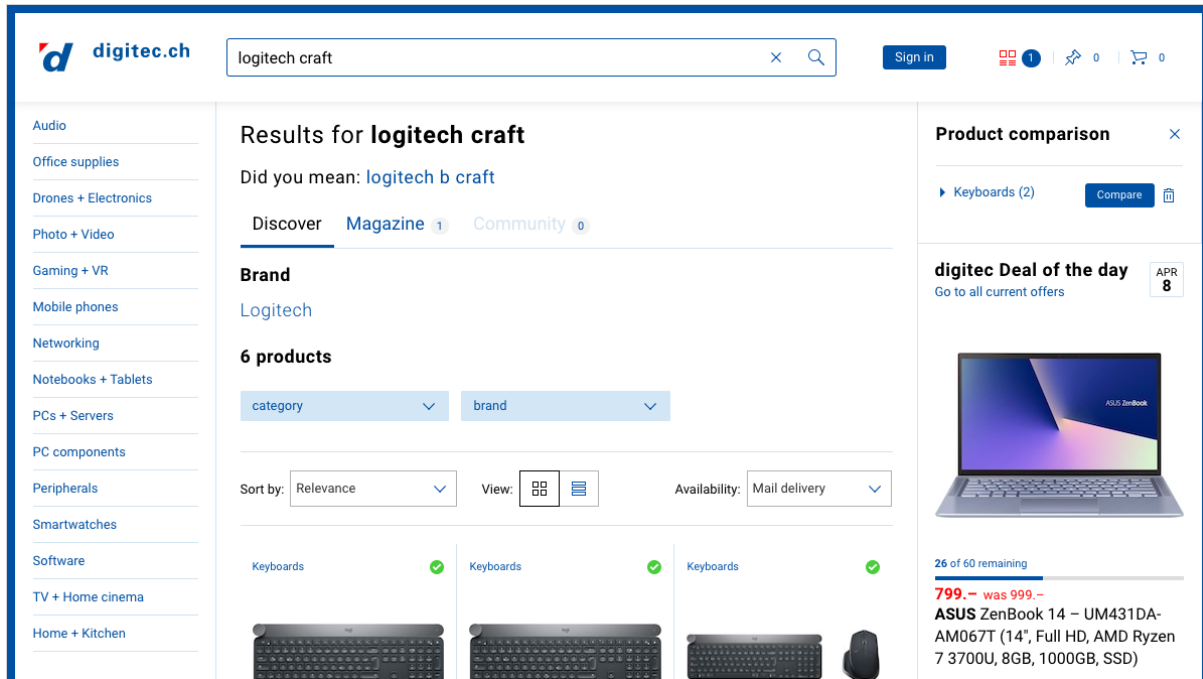 digitec.ch
logitech craft
Sign in
1
0
0
Audio
Office supplies
Drones + Electronics
Photo + Video
Gaming + VR
Mobile phones
Networking
Notebooks + Tablets
PCs + Servers
PC components
Peripherals
Smartwatches
Software
TV + Home cinema
Home + Kitchen
Results for logitech craft
Did you mean: logitech b craft
Discover Magazine 1 Community 0
Brand
Logitech
6 products
category brand
Sort by: Relevance View: Availability: Mail delivery
Keyboards Keyboards Keyboards
Product comparison
Keyboards (2) Compare
digitec Deal of the day
APR
8
Go to all current offers
ASUS ZenBook
26 of 60 remaining
799.– was 999.–
ASUS ZenBook 14 – UM431DA-
AM067T (14", Full HD, AMD Ryzen
7 3700U, 8GB, 1000GB, SSD)